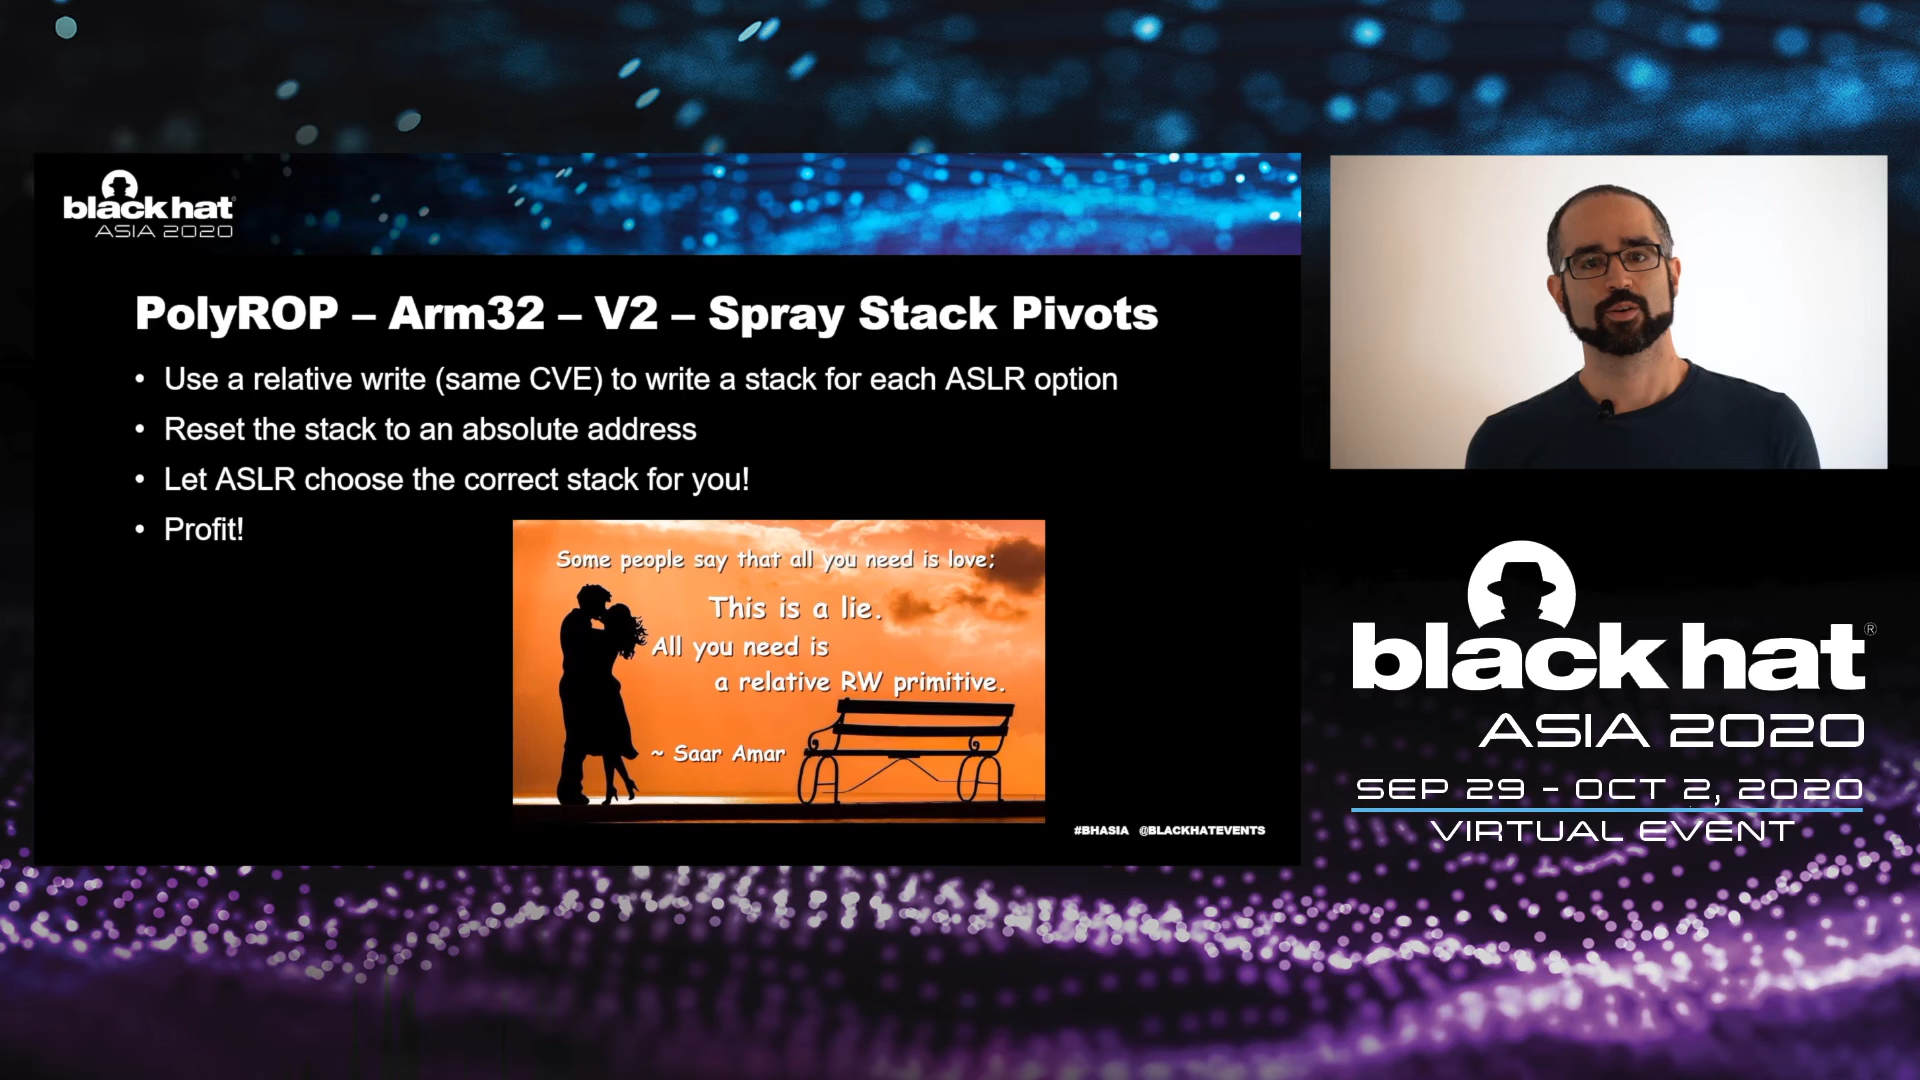 black hat
ASIA 2020
PolyROP – Arm32 – V2 – Spray Stack Pivots
• Use a relative write (same CVE) to write a stack for each ASLR option
• Reset the stack to an absolute address
• Let ASLR choose the correct stack for you!
• Profit!
Some people say that all you need is love;
This is a lie.
All you need is
a relative RW primitive.
~ Saar Amar
#BHASIA @BLACKHATEVENTS
black hat®
ASIA 2020
SEP 29 - OCT 2, 2020
VIRTUAL EVENT